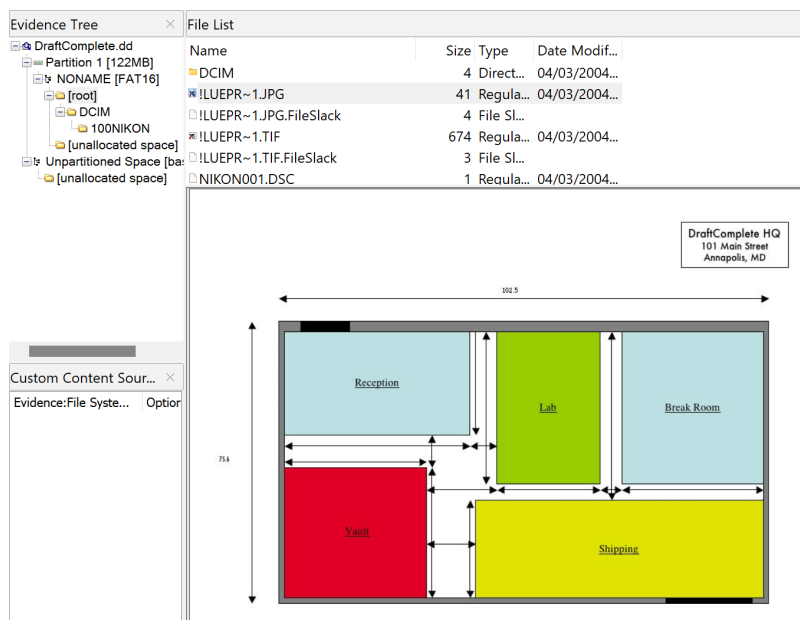 Evidence Tree
DraftComplete.dd
Partition 1 [122MB]
NONAME [FAT16]
[root]
DCIM
100NIKON
[unallocated space]
Unpartitioned Space [bas
[unallocated space]
Custom Content Sour...
Evidence:File Syste... Option
File List
Name Size Type Date Modif...
DCIM 4 Direct... 04/03/2004...
!LUEPR~1.JPG 41 Regula... 04/03/2004...
!LUEPR~1.JPG.FileSlack 4 File Sl...
!LUEPR~1.TIF 674 Regula... 04/03/2004...
!LUEPR~1.TIF.FileSlack 3 File Sl...
NIKON001.DSC 1 Regula... 04/03/2004...
DraftComplete HQ
101 Main Street
Annapolis, MD
102.5
75.6
Reception
Lab
Break Room
Vault
Shipping